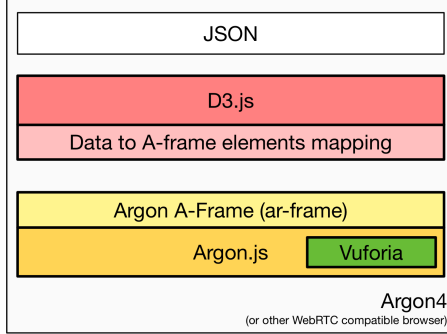 JSON
D3.js
Data to A-frame elements mapping
Argon A-Frame (ar-frame)
Argon.js
Vuforia
Argon4
(or other WebRTC compatible browser)